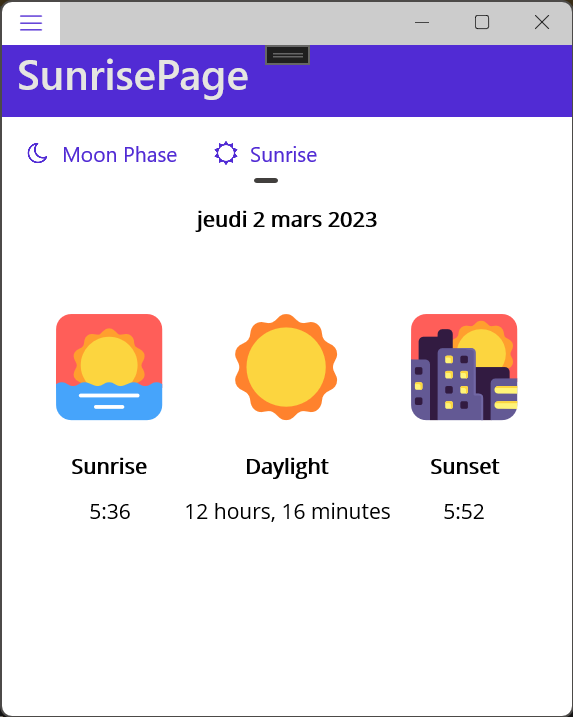 SunrisePage
Moon Phase Sunrise
jeudi 2 mars 2023
Sunrise Daylight Sunset
5:36 12 hours, 16 minutes 5:52